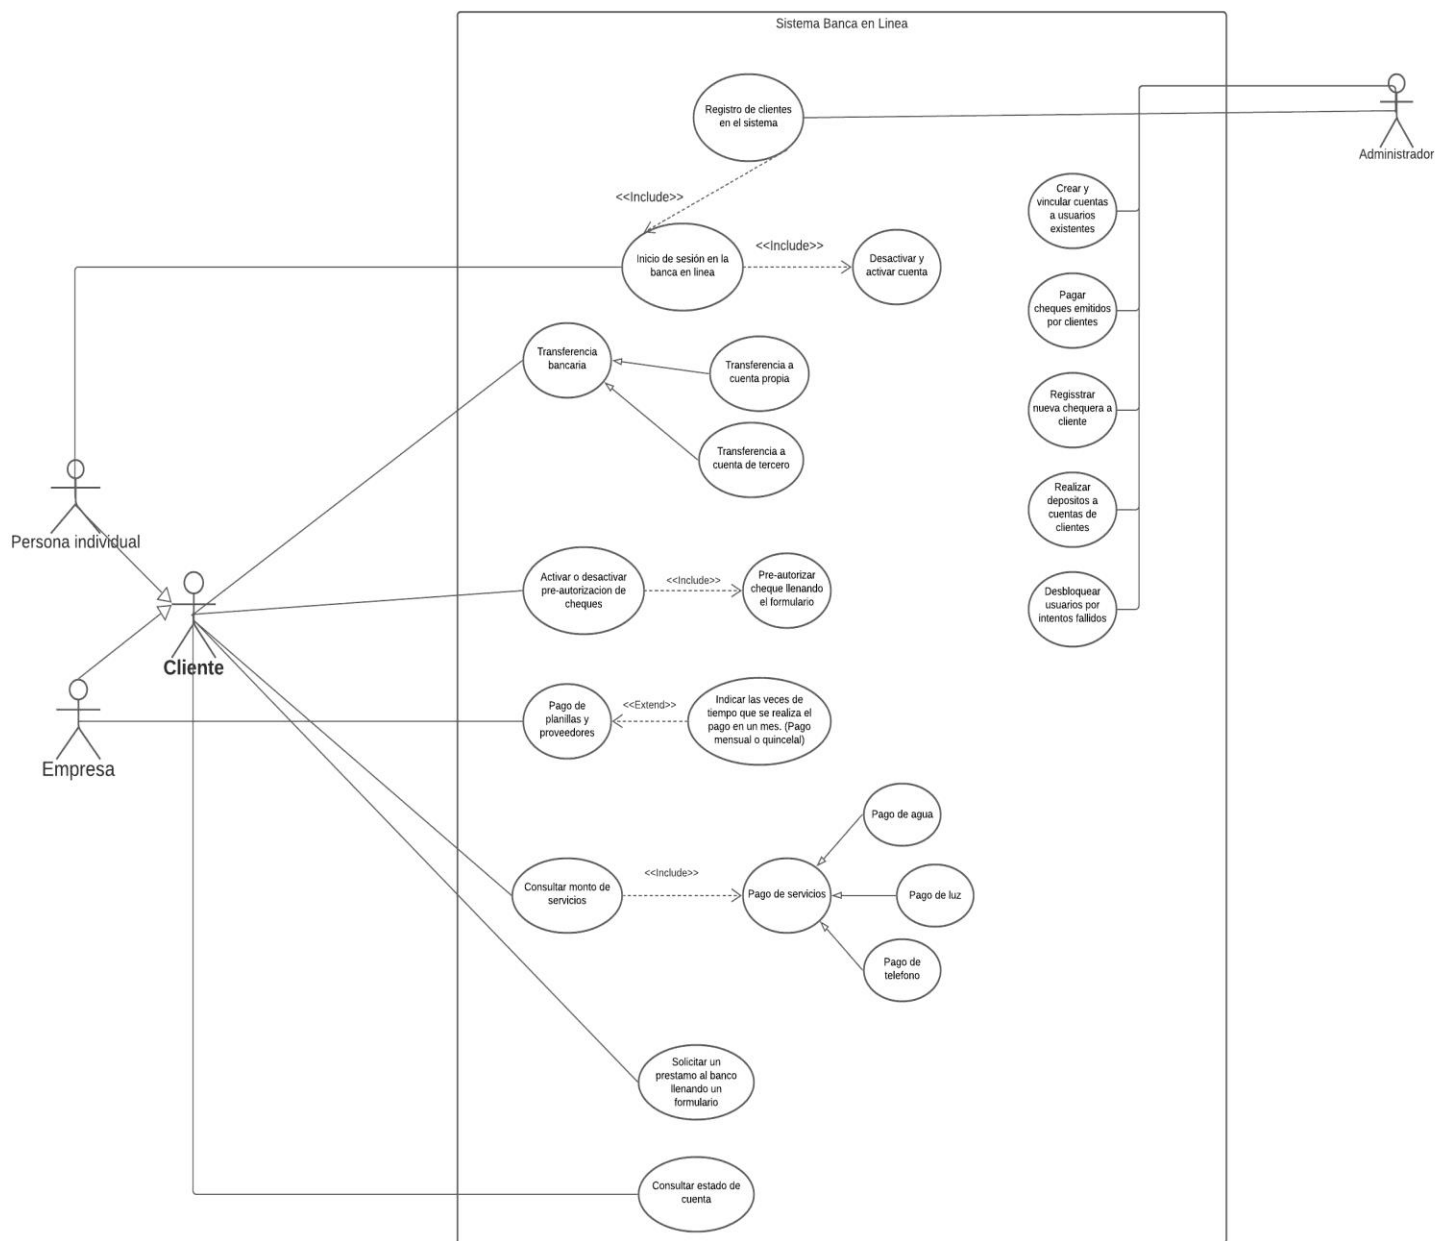 Sistema Banca en Linea
Registro de clientes
en el sistema
Administrador
<<Include>>
Crear y
vincular cuentas
a usuarios
existentes
Inicio de sesión en la
banca en linea
<<Include>>
Desactivar y
activar cuenta
Pagar
cheques emitidos
por clientes
Transferencia
bancaria
Transferencia a
cuenta propia
Regisstrar
nueva chequera a
cliente
Transferencia a
cuenta de tercero
Realizar
depositos a
cuentas de
clientes
Persona individual
Activar o desactivar
pre-autorizacion de
cheques
<<Include>>
Pre-autorizar
cheque llenando
el formulario
Desbloquear
usuarios por
intentos fallidos
Cliente
Pago de
planillas y
proveedores
<<Extend>>
Indicar las veces de
tiempo que se realiza el
pago en un mes. (Pago
mensual o quincelal)
Empresa
Pago de agua
Consultar monto de
servicios
<<Include>>
Pago de servicios
Pago de luz
Pago de
telefono
Solicitar un
prestamo al banco
llenando un
formulario
Consultar estado de
cuenta